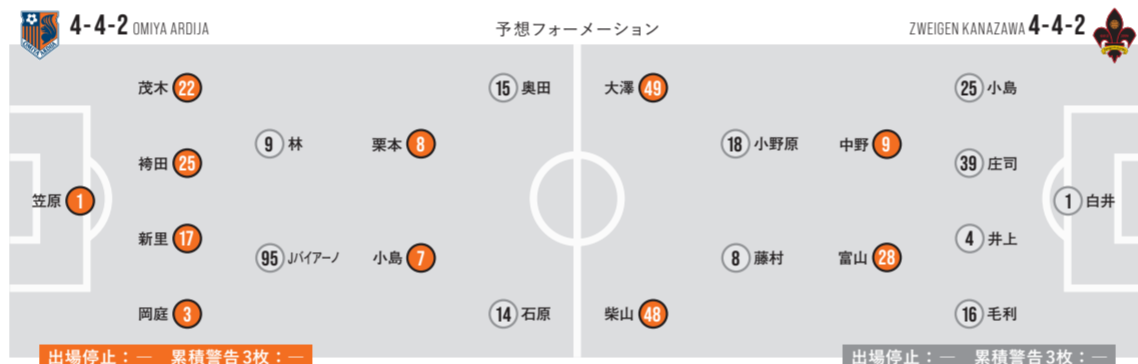 4-4-2 OMIYA ARDIJA
予想フォーメーション
ZWEIGEN KANAZAWA 4-4-2
茂木 22
15 奥田
大澤 49
25 小島
9 林
栗本 8
18 小野原
中野 9
袴田 25
39 庄司
笠原 1
1 白井
新里 17
4 井上
95 Jバイアーノ
小島 7
8 藤村
富山 28
岡庭 3
14 石原
柴山 48
16 毛利
出場停止：― 累積警告3枚：―
出場停止：― 累積警告3枚：―